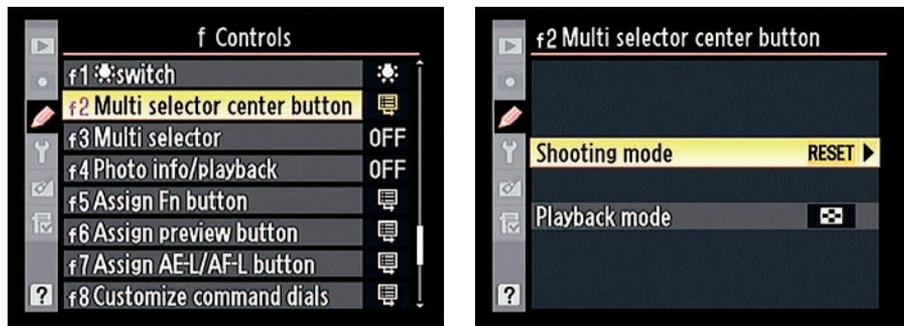 f Controls
f1 switch
f2 Multi selector center button
f3 Multi selector OFF
f4 Photo info/playback OFF
f5 Assign Fn button
f6 Assign preview button
f7 Assign AE-L/AF-L button
f8 Customize command dials
?
f2 Multi selector center button
Shooting mode RESET
Playback mode
?